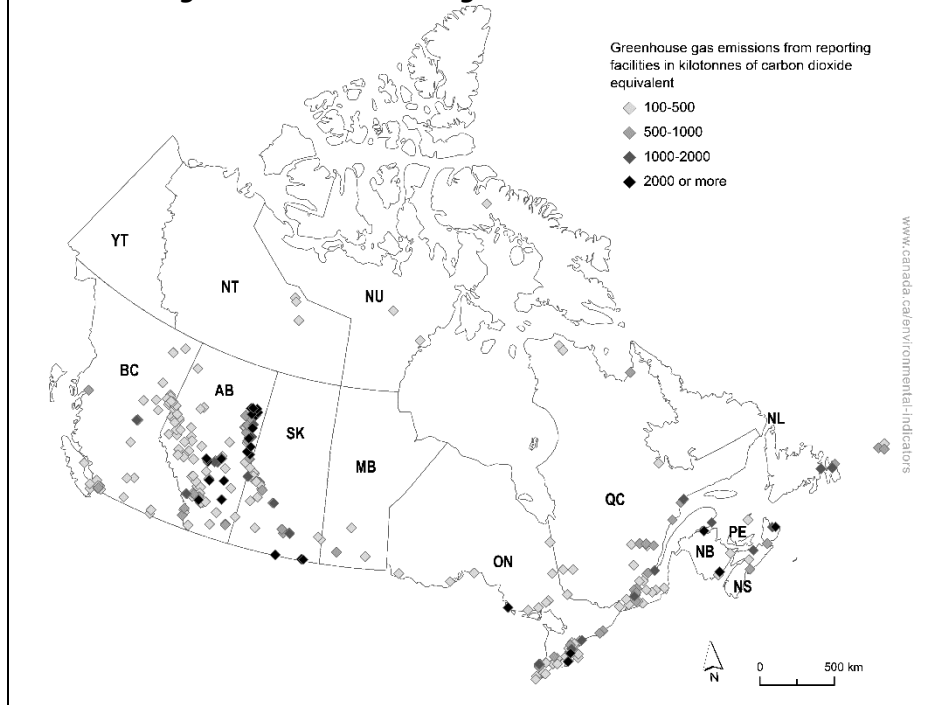 Greenhouse gas emissions from reporting
facilities in kilotonnes of carbon dioxide
equivalent
100-500
500-1000
1000-2000
2000 or more
www.canada.ca/environmental-indicators
YT
NT
NU
BC
AB
SK
MB
NL
QC
ON
PE
NB
NS
N
0 500 km